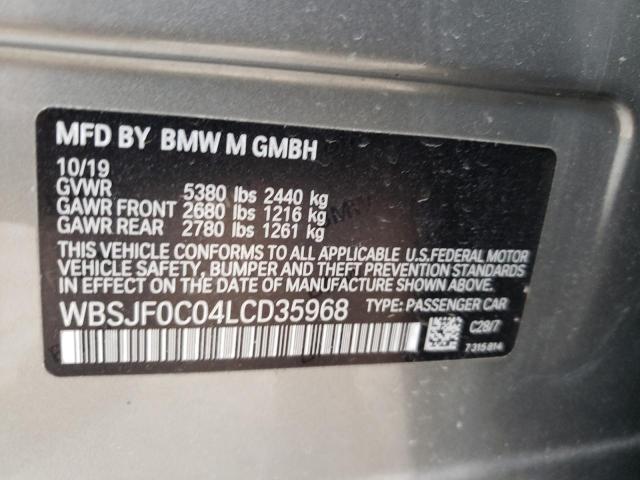 MFD BY BMW M GMBH
10/19
GVWR 5380 lbs 2440 kg
GAWR FRONT 2680 lbs 1216 kg
GAWR REAR 2780 lbs 1261 kg
THIS VEHICLE CONFORMS TO ALL APPLICABLE U.S.FEDERAL MOTOR
VEHICLE SAFETY, BUMPER AND THEFT PREVENTION STANDARDS
IN EFFECT ON THE DATE OF MANUFACTURE SHOWN ABOVE.
WBSJF0C04LCD35968 TYPE: PASSENGER CAR
C28/7
7315814